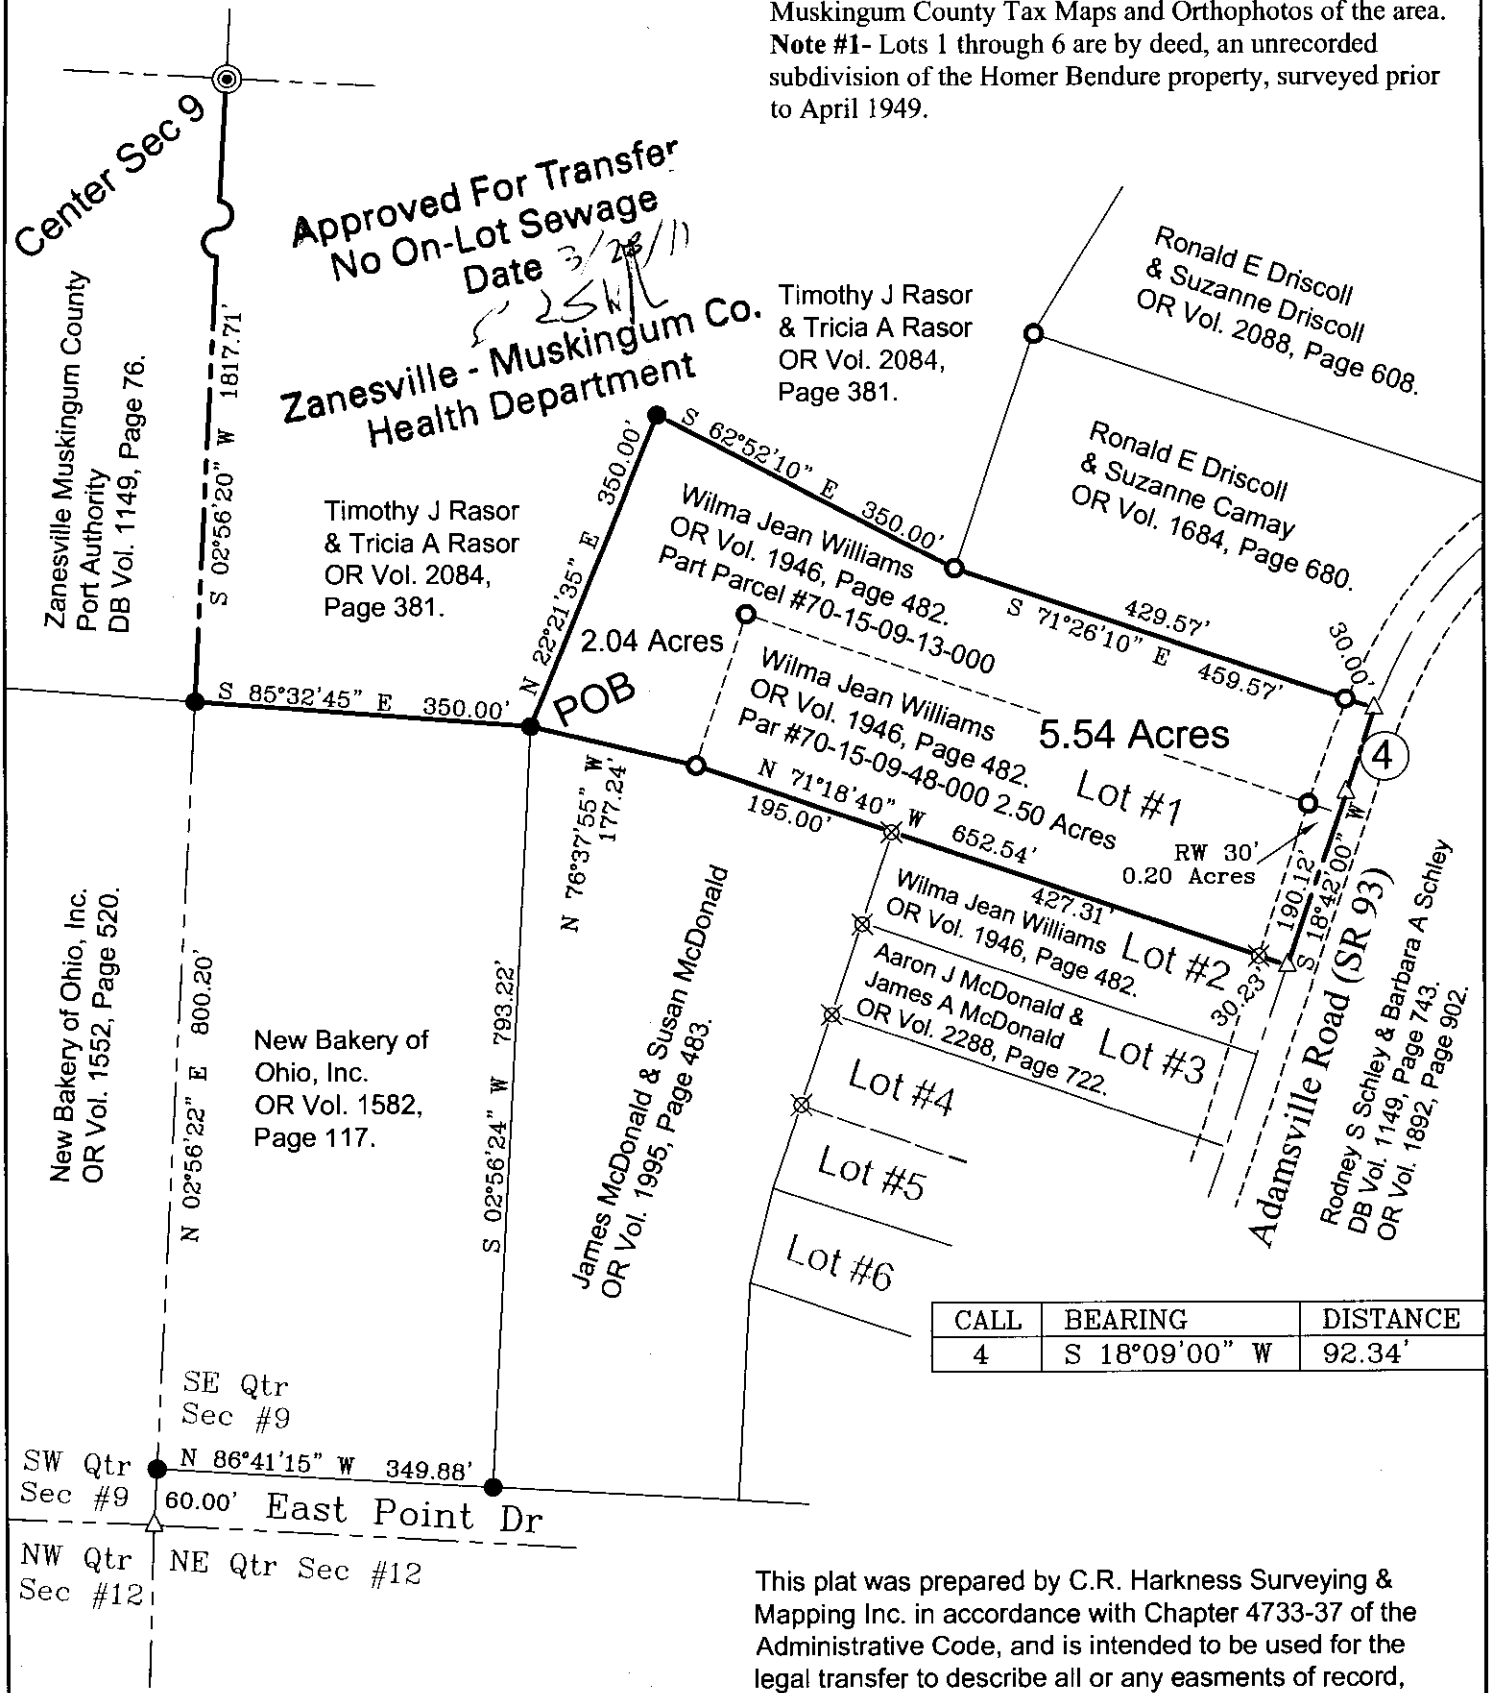 Muskingum County Tax Maps and Orthophotos of the area.
Note #1- Lots 1 through 6 are by deed, an unrecorded
subdivision of the Homer Bendure property, surveyed prior
to April 1949.
Center Sec 9
Approved For Transfer
No On-Lot Sewage
Date 3/28/11
Zanesville - Muskingum Co.
Health Department
Zanesville Muskingum County
Port Authority
DB Vol. 1149, Page 76.
S 02°56'20" W 1817.71'
Timothy J Rasor
& Tricia A Rasor
OR Vol. 2084,
Page 381.
Ronald E Driscoll
& Suzanne Driscoll
OR Vol. 2088, Page 608.
Ronald E Driscoll
& Suzanne Camay
OR Vol. 1684, Page 680.
Timothy J Rasor
& Tricia A Rasor
OR Vol. 2084,
Page 381.
N 22°21'35" E 350.00'
S 62°52'10" E 350.00'
Wilma Jean Williams
OR Vol. 1946, Page 482.
Part Parcel #70-15-09-13-000
2.04 Acres
429.57'
S 71°26'10" E 459.57'
30.00'
S 85°32'45" E 350.00'
POB
Wilma Jean Williams
OR Vol. 1946, Page 482.
Par #70-15-09-48-000 2.50 Acres
5.54 Acres
Lot #1
4
N 76°37'55" W
177.24'
N 71°18'40" W 652.54'
195.00'
427.31'
RW 30'
0.20 Acres
190.12'
S 18°42'00" W
30.23'
Wilma Jean Williams
OR Vol. 1946, Page 482.
Lot #2
Aaron J McDonald &
James A McDonald
OR Vol. 2288, Page 722.
Lot #3
Lot #4
Lot #5
Lot #6
Adamsville Road (SR 93)
Rodney S Schley & Barbara A Schley
DB Vol. 1149, Page 743.
OR Vol. 1892, Page 902.
New Bakery of Ohio, Inc.
OR Vol. 1552, Page 520.
N 02°56'22" E 800.20'
New Bakery of
Ohio, Inc.
OR Vol. 1582,
Page 117.
S 02°56'24" W 793.22'
James McDonald & Susan McDonald
OR Vol. 1995, Page 483.
CALL BEARING DISTANCE
4 S 18°09'00" W 92.34'
SE Qtr
Sec #9
SW Qtr
Sec #9
N 86°41'15" W 349.88'
60.00' East Point Dr
NW Qtr
Sec #12
NE Qtr Sec #12
This plat was prepared by C.R. Harkness Surveying &
Mapping Inc. in accordance with Chapter 4733-37 of the
Administrative Code, and is intended to be used for the
legal transfer to describe all or any easments of record,